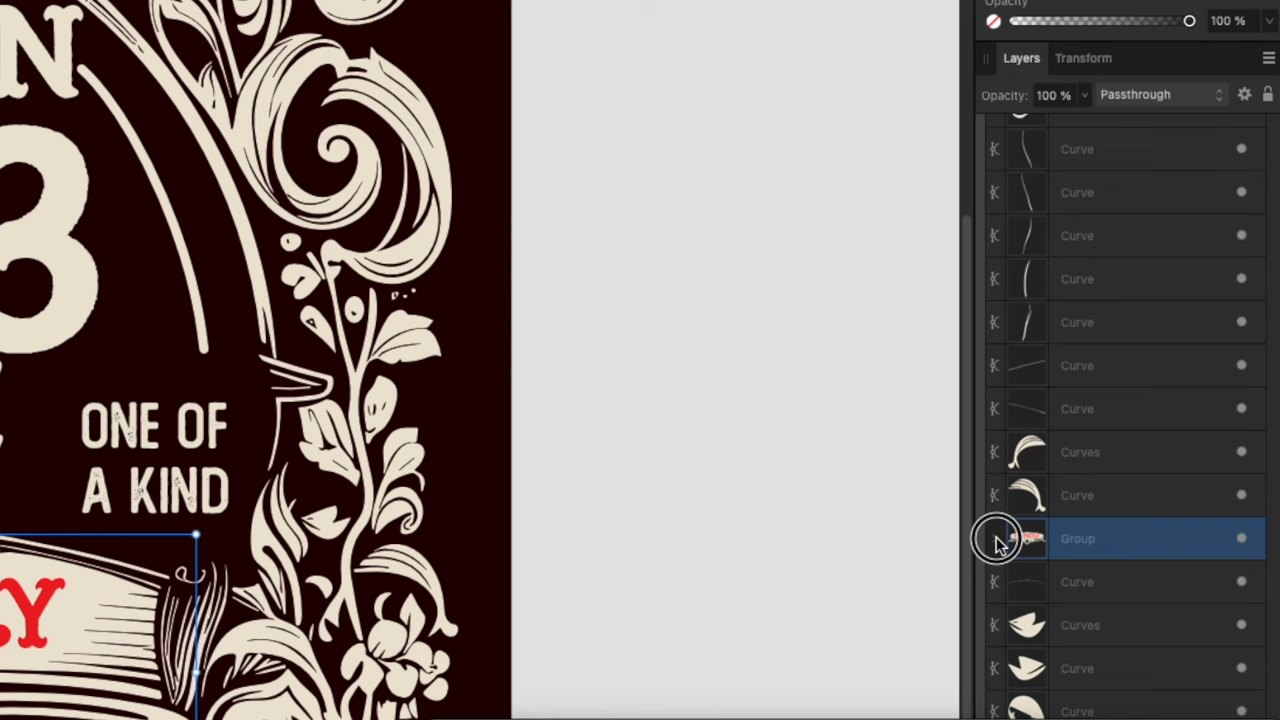 Opacity
100 %
Layers
Transform
Opacity: 100 %
Passthrough
Curve
Curve
Curve
Curve
Curve
Curve
Curve
Curves
Curve
Group
Curve
Curves
Curve
Curve
N
3
ONE OF
A KIND
Y